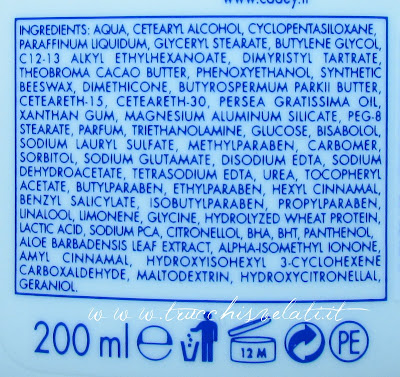 INGREDIENTS: AQUA, CETEARYL ALCOHOL, CYCLOPENTASILOXANE,
PARAFFINUM LIQUIDUM, GLYCERYL STEARATE, BUTYLENE GLYCOL,
C12-13 ALKYL ETHYLHEXANOATE, DIMYRISTYL TARTRATE,
THEOBROMA CACAO BUTTER, PHENOXYETHANOL, SYNTHETIC
BEESWAX, DIMETHICONE, BUTYROSPERMUM PARKII BUTTER,
CETEARETH-15, CETEARETH-30, PERSEA GRATISSIMA OIL,
XANTHAN GUM, MAGNESIUM ALUMINUM SILICATE, PEG-8
STEARATE, PARFUM, TRIETHANOLAMINE, GLUCOSE, BISABOLOL,
SODIUM LAURYL SULFATE, METHYLPARABEN, CARBOMER,
SORBITOL, SODIUM GLUTAMATE, DISODIUM EDTA, SODIUM
DEHYDROACETATE, TETRASODIUM EDTA, UREA, TOCOPHERYL
ACETATE, BUTYLPARABEN, ETHYLPARABEN, HEXYL CINNAMAL,
BENZYL SALICYLATE, ISOBUTYLPARABEN, PROPYLPARABEN,
LINALOOL, LIMONENE, GLYCINE, HYDROLYZED WHEAT PROTEIN,
LACTIC ACID, SODIUM PCA, CITRONELLOL, BHA, BHT, PANTHENOL,
ALOE BARBADENSIS LEAF EXTRACT, ALPHA-ISOMETHYL IONONE,
AMYL CINNAMAL, HYDROXYISOHEXYL 3-CYCLOHEXENE
CARBOXALDEHYDE, MALTODEXTRIN, HYDROXYCITRONELLAL,
GERANIOL.
www.trucchisvelati.it
200 ml e 12 M PE